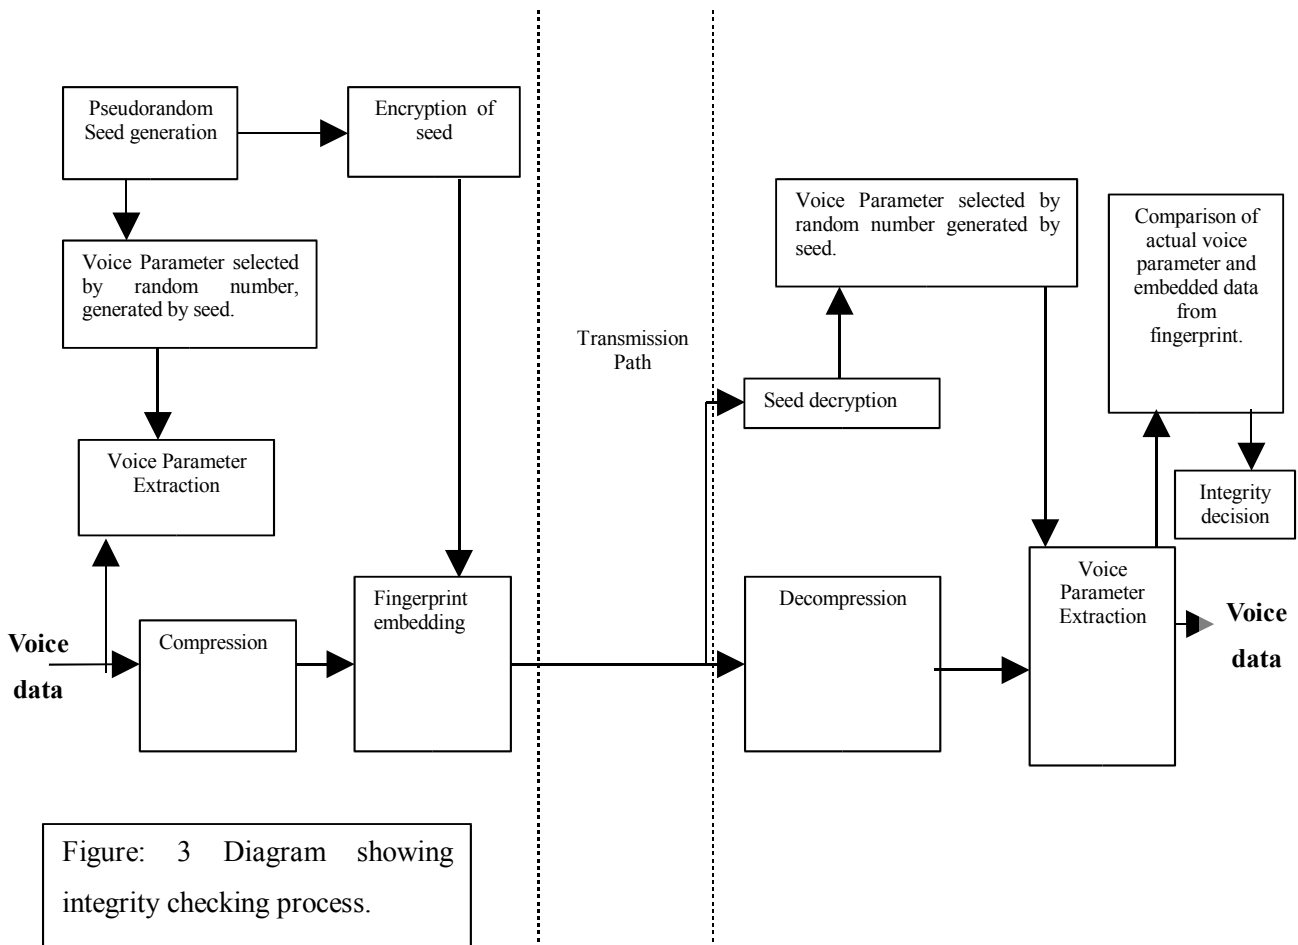 Pseudorandom
Seed generation
Encryption of
seed
Voice Parameter selected
by random number,
generated by seed.
Voice Parameter
Extraction
Voice
data
Compression
Fingerprint
embedding
Transmission
Path
Voice Parameter selected by
random number generated by
seed.
Seed decryption
Decompression
Voice
Parameter
Extraction
Comparison of
actual voice
parameter and
embedded data
from
fingerprint.
Integrity
decision
Voice
data
Figure: 3 Diagram showing
integrity checking process.